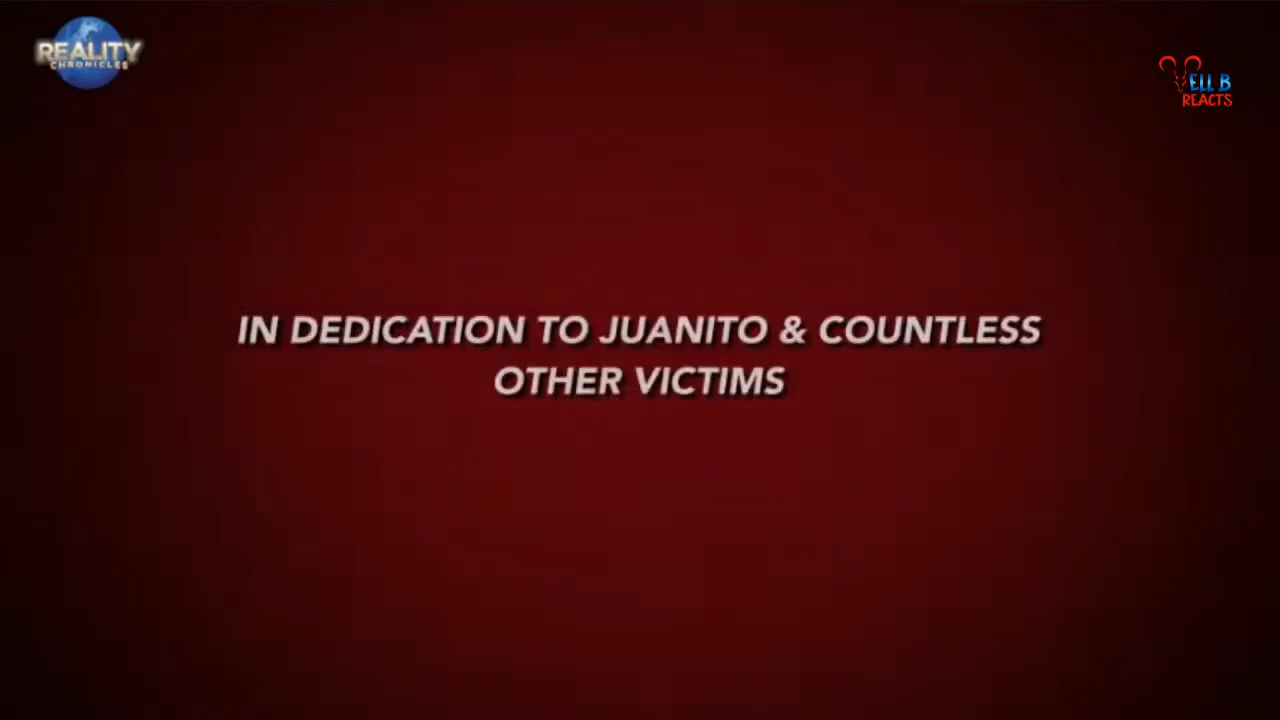 REALITY
CHRONICLES
ELL B
REACTS
IN DEDICATION TO JUANITO & COUNTLESS
OTHER VICTIMS